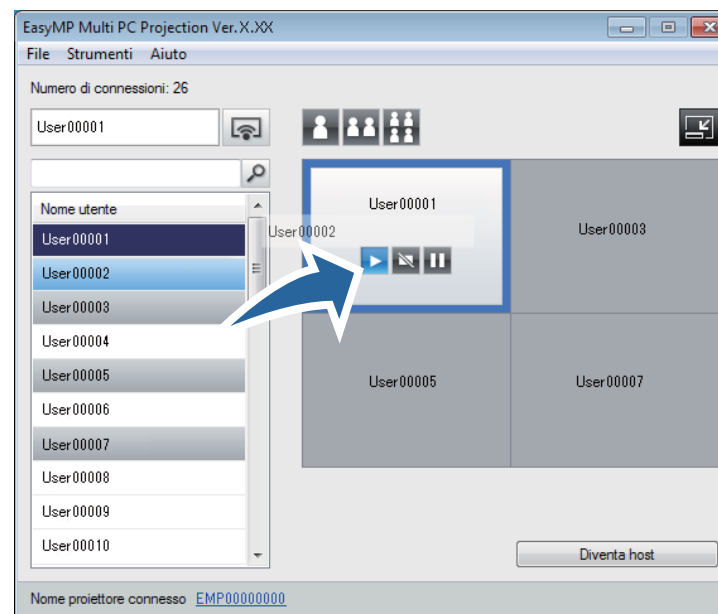 EasyMP Multi PC Projection Ver.X.XX
File Strumenti Aiuto
Numero di connessioni: 26
User00001
Nome utente
User00001
User00002
User00003
User00004
User00005
User00006
User00007
User00008
User00009
User00010
User00002
User00001
User00003
User00005
User00007
Diventa host
Nome proiettore connesso EMP00000000